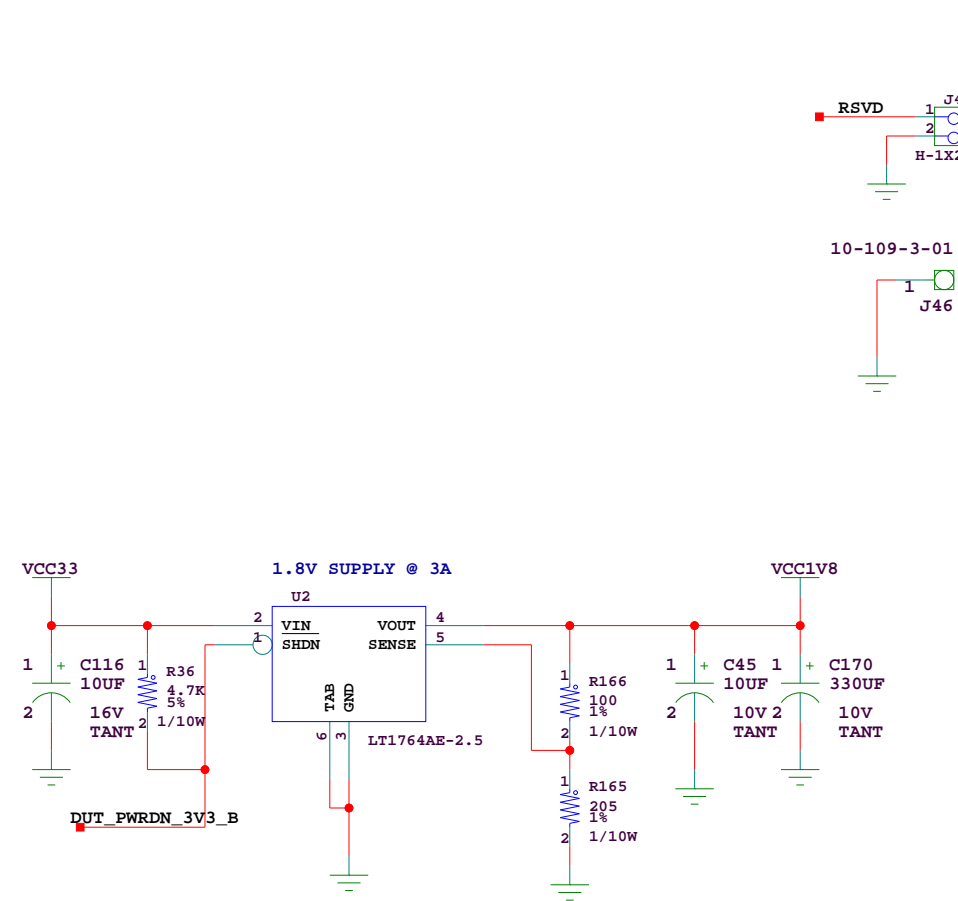 RSVD
J4
1
2
H-1X2
10-109-3-01
1
J46
VCC33
1.8V SUPPLY @ 3A
VCC1V8
U2
2 VIN VOUT 4
1 SHDN SENSE 5
TAB GND
6 3
LT1764AE-2.5
1 + C116
10UF
2 16V
TANT
1 R36
4.7K
5%
2 1/10W
DUT_PWRDN_3V3_B
1 R166
100
1%
2 1/10W
1 R165
205
1%
2 1/10W
1 + C45
10UF
2 10V
TANT
1 + C170
330UF
2 10V
TANT